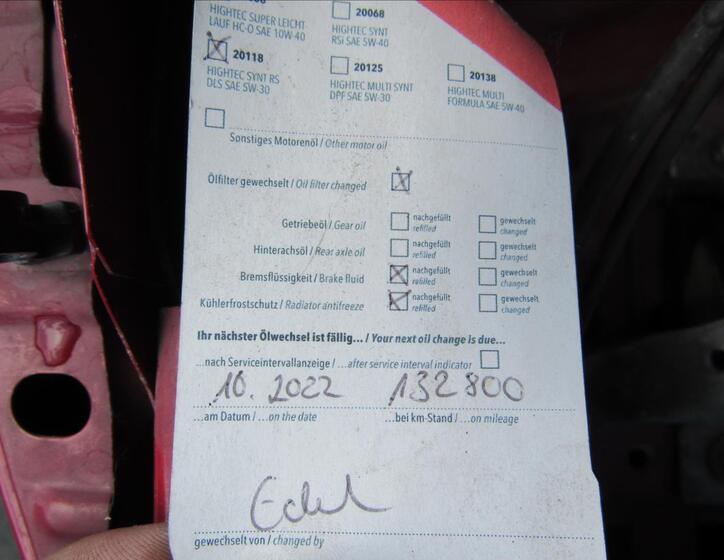 HIGHTEC SUPER LEICHT
LAUF HC-O SAE 10W-40
20068
HIGHTEC SYNT
RSi SAE 5W-40
20118
HIGHTEC SYNT RS
DLS SAE 5W-30
20125
HIGHTEC MULTI SYNT
DPF SAE 5W-30
20138
HIGHTEC MULTI
FORMULA SAE 5W-40
Sonstiges Motorenöl / Other motor oil
Ölfilter gewechselt / Oil filter changed
Getriebeöl / Gear oil
nachgefüllt
refilled
gewechselt
changed
Hinterachsöl / Rear axle oil
nachgefüllt
refilled
gewechselt
changed
Bremsflüssigkeit / Brake fluid
nachgefüllt
refilled
gewechselt
changed
Kühlerfrostschutz / Radiator antifreeze
nachgefüllt
refilled
gewechselt
changed
Ihr nächster Ölwechsel ist fällig... / Your next oil change is due...
...nach Serviceintervallanzeige / ...after service interval indicator
10.2022 132800
...am Datum / ...on the date ...bei km-Stand / ...on mileage
gewechselt von / changed by